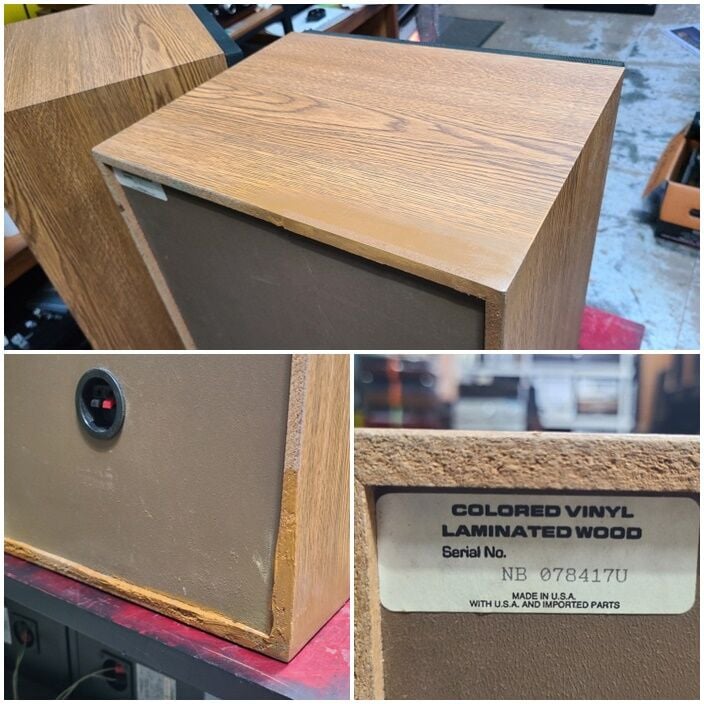 COLORED VINYL
LAMINATED WOOD
Serial No.
NB 078417U
MADE IN U.S.A.
WITH U.S.A. AND IMPORTED PARTS